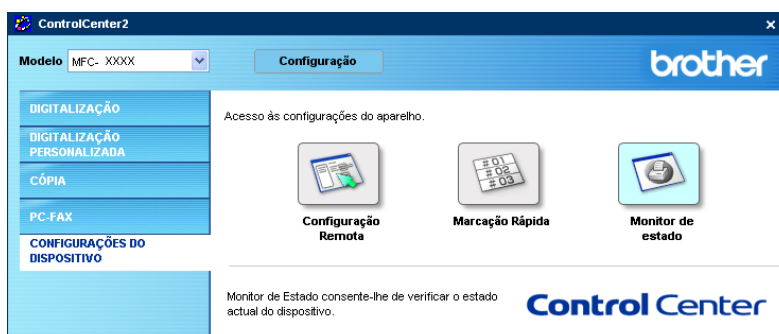 ControlCenter2
Modelo MFC- XXXX
Configuração
brother
DIGITALIZAÇÃO
DIGITALIZAÇÃO
PERSONALIZADA
CÓPIA
PC-FAX
CONFIGURAÇÕES DO
DISPOSITIVO
Acesso às configurações do aparelho.
#01
#02
#03
Configuração
Remota
Marcação Rápida
Monitor de
estado
Monitor de Estado consente-lhe de verificar o estado
actual do dispositivo.
Control Center